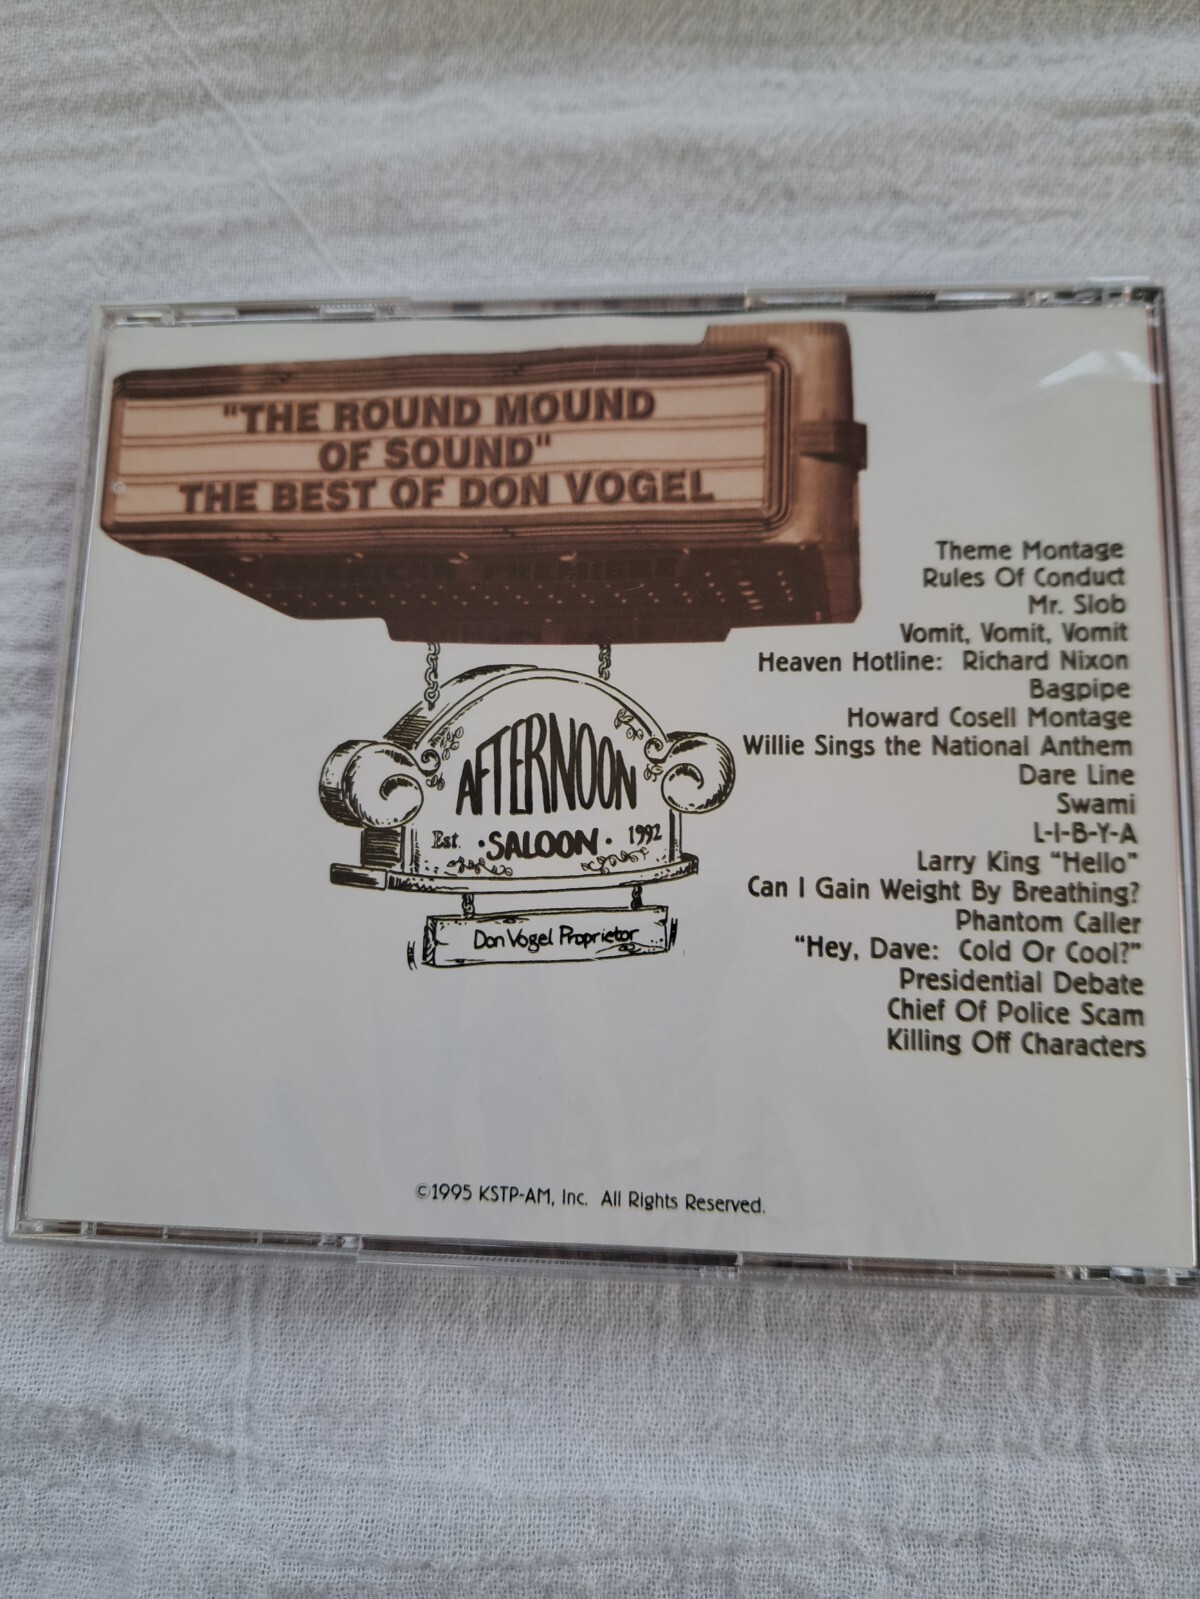 "THE ROUND MOUND
OF SOUND"
THE BEST OF DON VOGEL
AFTERNOON
Est. · SALOON · 1992
Don Vogel Proprietor
Theme Montage
Rules Of Conduct
Mr. Slob
Vomit, Vomit, Vomit
Heaven Hotline: Richard Nixon
Bagpipe
Howard Cosell Montage
Willie Sings the National Anthem
Dare Line
Swami
L-I-B-Y-A
Larry King “Hello”
Can I Gain Weight By Breathing?
Phantom Caller
“Hey, Dave: Cold Or Cool?”
Presidential Debate
Chief Of Police Scam
Killing Off Characters
©1995 KSTP-AM, Inc. All Rights Reserved.